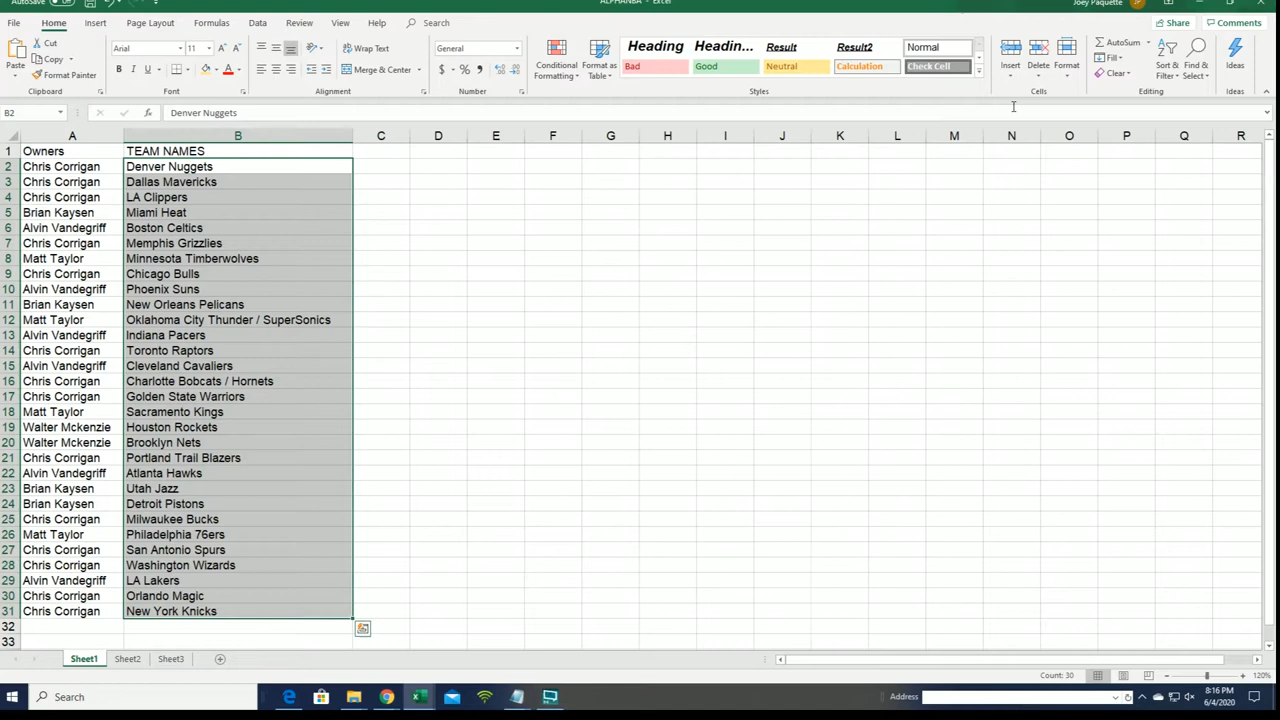 AutoSave Off ALPHANBA - Excel Joey Paquette JP
File Home Insert Page Layout Formulas Data Review View Help Search Share Comments
Paste Cut Copy Format Painter Clipboard
Arial 11 B I U A A A Font
Wrap Text Merge & Center Alignment
General $ % , Number
Conditional Formatting Format as Table
Heading Headin... Result Result2 Normal
Bad Good Neutral Calculation Check Cell
Styles
Insert Delete Format Cells
AutoSum Fill Clear Sort & Filter Find & Select Editing
Ideas Ideas
B2 fx Denver Nuggets
A B C D E F G H I J K L M N O P Q R
1 Owners TEAM NAMES
2 Chris Corrigan Denver Nuggets
3 Chris Corrigan Dallas Mavericks
4 Chris Corrigan LA Clippers
5 Brian Kaysen Miami Heat
6 Alvin Vandegriff Boston Celtics
7 Chris Corrigan Memphis Grizzlies
8 Matt Taylor Minnesota Timberwolves
9 Chris Corrigan Chicago Bulls
10 Alvin Vandegriff Phoenix Suns
11 Brian Kaysen New Orleans Pelicans
12 Matt Taylor Oklahoma City Thunder / SuperSonics
13 Alvin Vandegriff Indiana Pacers
14 Chris Corrigan Toronto Raptors
15 Alvin Vandegriff Cleveland Cavaliers
16 Chris Corrigan Charlotte Bobcats / Hornets
17 Chris Corrigan Golden State Warriors
18 Matt Taylor Sacramento Kings
19 Walter Mckenzie Houston Rockets
20 Walter Mckenzie Brooklyn Nets
21 Chris Corrigan Portland Trail Blazers
22 Alvin Vandegriff Atlanta Hawks
23 Brian Kaysen Utah Jazz
24 Brian Kaysen Detroit Pistons
25 Chris Corrigan Milwaukee Bucks
26 Matt Taylor Philadelphia 76ers
27 Chris Corrigan San Antonio Spurs
28 Chris Corrigan Washington Wizards
29 Alvin Vandegriff LA Lakers
30 Chris Corrigan Orlando Magic
31 Chris Corrigan New York Knicks
32
33
Sheet1 Sheet2 Sheet3
Count: 30 120%
Search Address 8:16 PM
6/4/2020